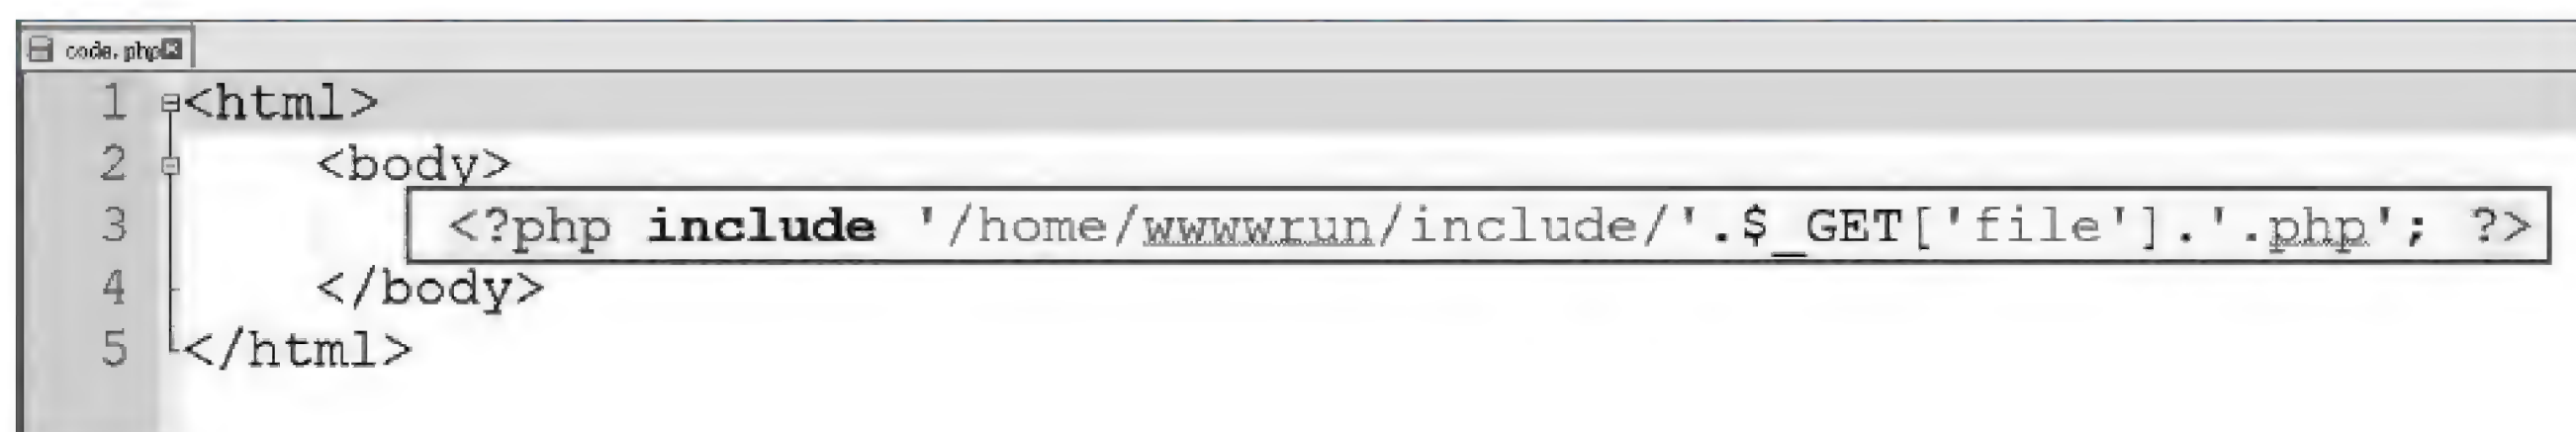 code.php
1 <html>
2 <body>
3 <?php include '/home/wwwrun/include/'.$_GET['file'].'.php'; ?>
4 </body>
5 </html>